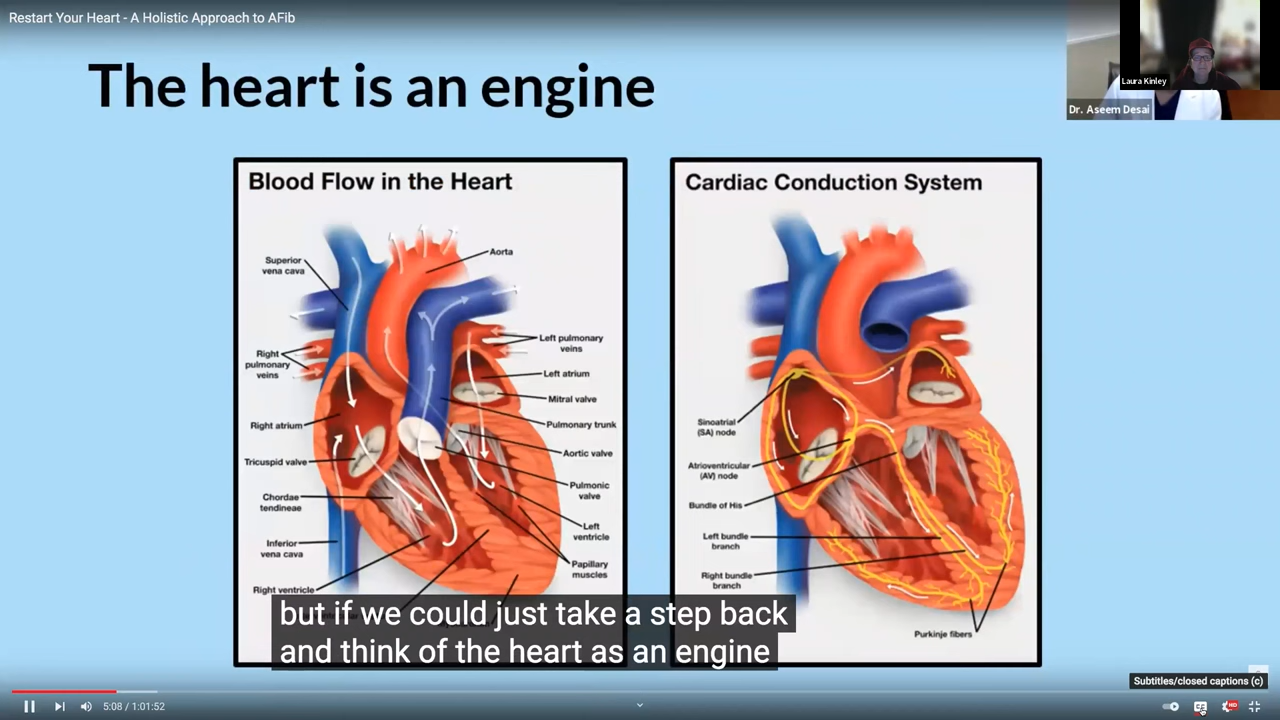 Restart Your Heart - A Holistic Approach to AFib
Laura Kinley
Dr. Aseem Desai
The heart is an engine
Blood Flow in the Heart
Superior
vena cava
Aorta
Right
pulmonary
veins
Left pulmonary
veins
Left atrium
Mitral valve
Right atrium
Pulmonary trunk
Tricuspid valve
Aortic valve
Chordae
tendineae
Pulmonic
valve
Inferior
vena cava
Left
ventricle
Papillary
muscles
Right ventricle
Cardiac Conduction System
Sinoatrial
(SA) node
Atrioventricular
(AV) node
Bundle of His
Left bundle
branch
Right bundle
branch
Purkinje fibers
but if we could just take a step back
and think of the heart as an engine
Subtitles/closed captions (c)
5:08 / 1:01:52
CC
HD